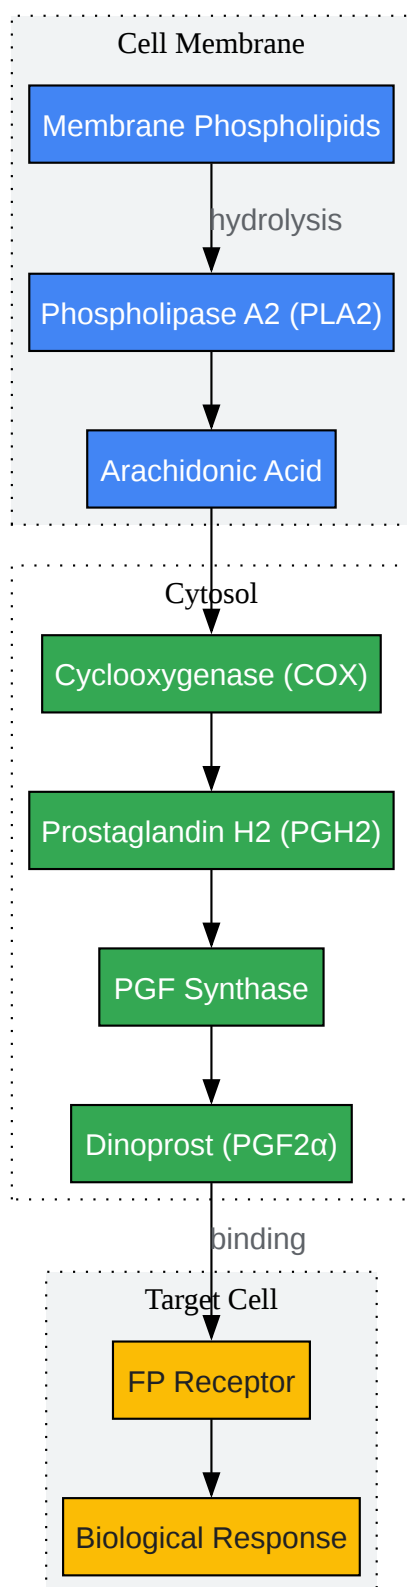 Cell Membrane
Membrane Phospholipids
hydrolysis
Phospholipase A2 (PLA2)
Arachidonic Acid
Cytosol
Cyclooxygenase (COX)
Prostaglandin H2 (PGH2)
PGF Synthase
Dinoprost (PGF2α)
binding
Target Cell
FP Receptor
Biological Response